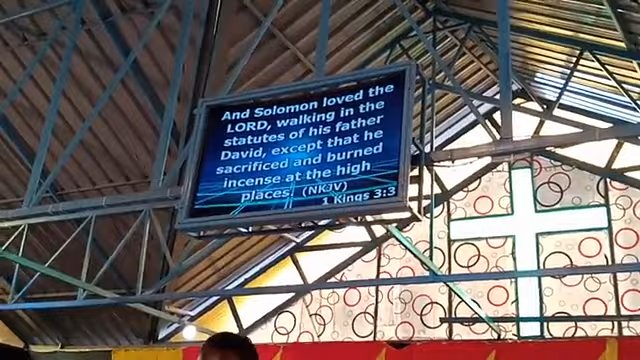 And Solomon loved the
LORD, walking in the
statutes of his father
David, except that he
sacrificed and burned
incense at the high
places. (NKJV)
1 Kings 3:3